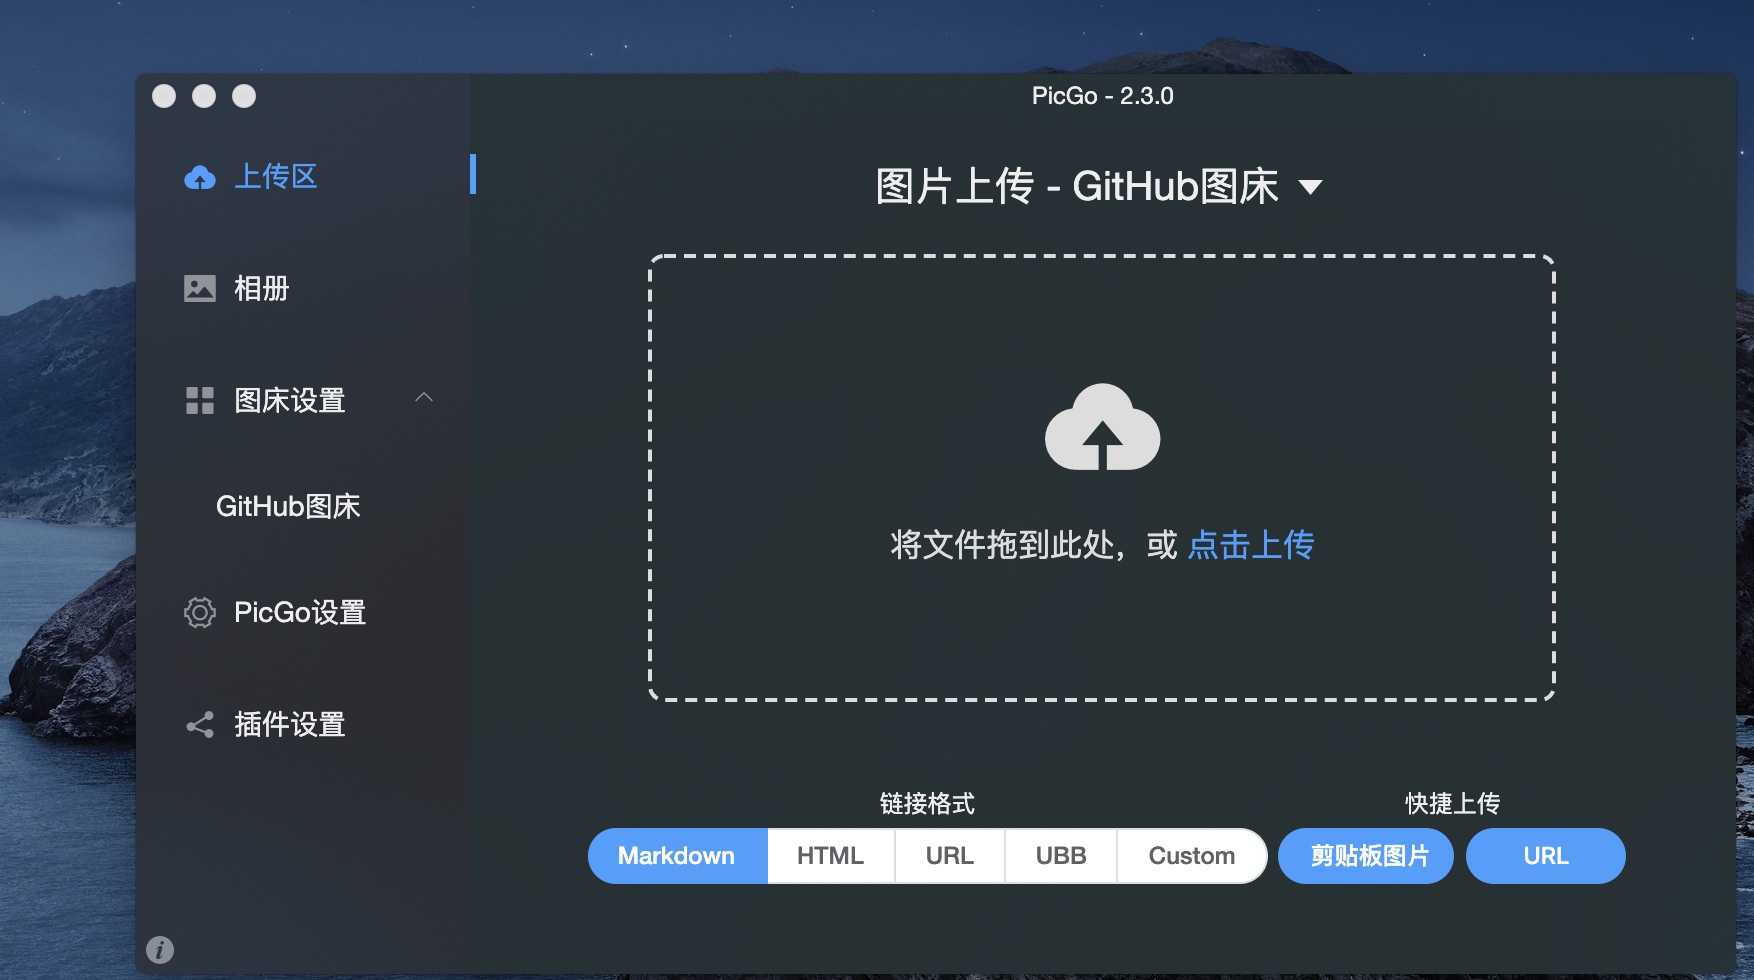 PicGo - 2.3.0
上传区
相册
图床设置
GitHub图床
PicGo设置
插件设置
图片上传 - GitHub图床
将文件拖到此处，或 点击上传
链接格式
Markdown
HTML
URL
UBB
Custom
快捷上传
剪贴板图片
URL
i